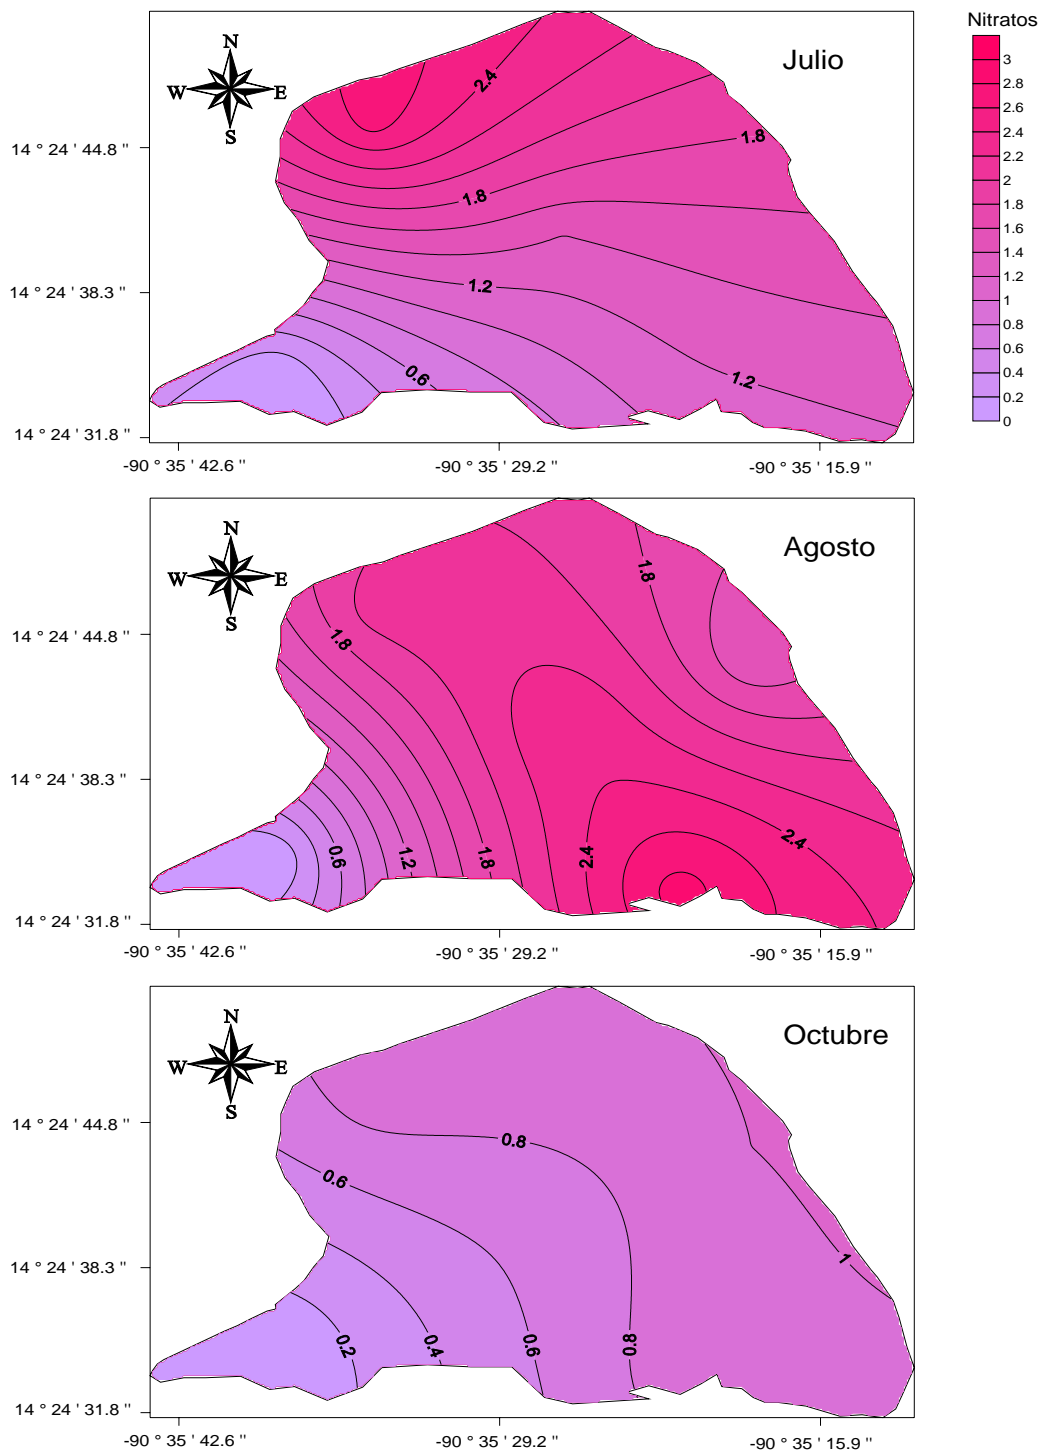 Nitratos
3
2.8
2.6
2.4
2.2
2
1.8
1.6
1.4
1.2
1
0.8
0.6
0.4
0.2
0
Julio
N
W E
S
2.4
1.8
1.8
1.2
1.2
0.6
14 ° 24 ' 44.8 "
14 ° 24 ' 38.3 "
14 ° 24 ' 31.8 "
-90 ° 35 ' 42.6 " -90 ° 35 ' 29.2 " -90 ° 35 ' 15.9 "
Agosto
N
W E
S
1.8
1.8
2.4
0.6 1.2 1.8 2.4
14 ° 24 ' 44.8 "
14 ° 24 ' 38.3 "
14 ° 24 ' 31.8 "
-90 ° 35 ' 42.6 " -90 ° 35 ' 29.2 " -90 ° 35 ' 15.9 "
Octubre
N
W E
S
0.8
0.6
1
0.2 0.4 0.6 0.8
14 ° 24 ' 44.8 "
14 ° 24 ' 38.3 "
14 ° 24 ' 31.8 "
-90 ° 35 ' 42.6 " -90 ° 35 ' 29.2 " -90 ° 35 ' 15.9 "